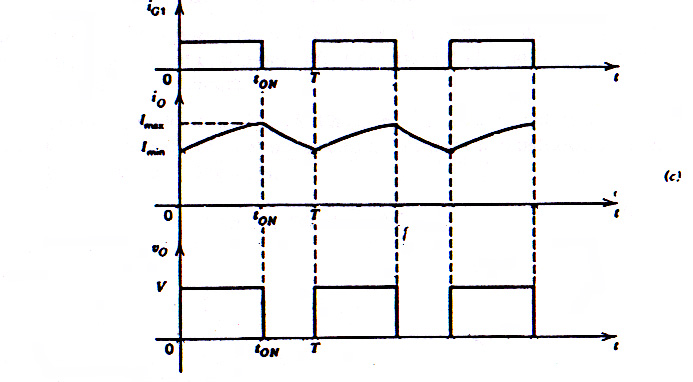 iG1
0 tON T t
iO
Imax
Imin
(c)
0 tON T t
f
vO
V
0 tON T t